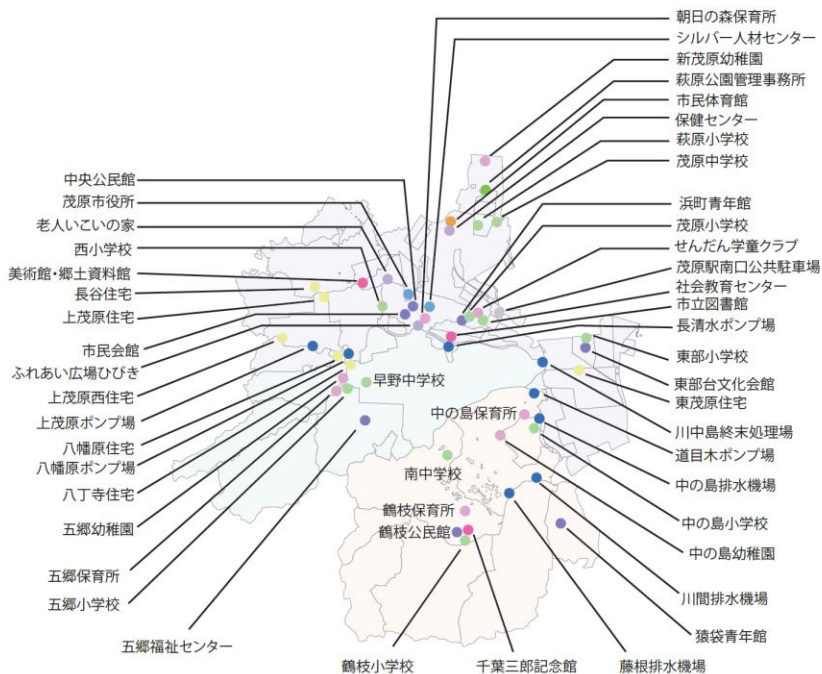 朝日の森保育所
シルバー人材センター
新茂原幼稚園
萩原公園管理事務所
市民体育館
保健センター
萩原小学校
茂原中学校
中央公民館
茂原市役所
老人いこいの家
西小学校
美術館・郷土資料館
長谷住宅
上茂原住宅
浜町青年館
茂原小学校
せんだん学童クラブ
茂原駅南口公共駐車場
社会教育センター
市立図書館
長清水ポンプ場
市民会館
ふれあい広場ひびき
上茂原西住宅
上茂原ポンプ場
八幡原住宅
八幡原ポンプ場
八丁寺住宅
五郷幼稚園
五郷保育所
五郷小学校
五郷福祉センター
早野中学校
中の島保育所
南中学校
鶴枝保育所
鶴枝公民館
東部小学校
東部台文化会館
東茂原住宅
川中島終末処理場
道目木ポンプ場
中の島排水機場
中の島小学校
中の島幼稚園
川間排水機場
猿袋青年館
鶴枝小学校
千葉三郎記念館
藤根排水機場